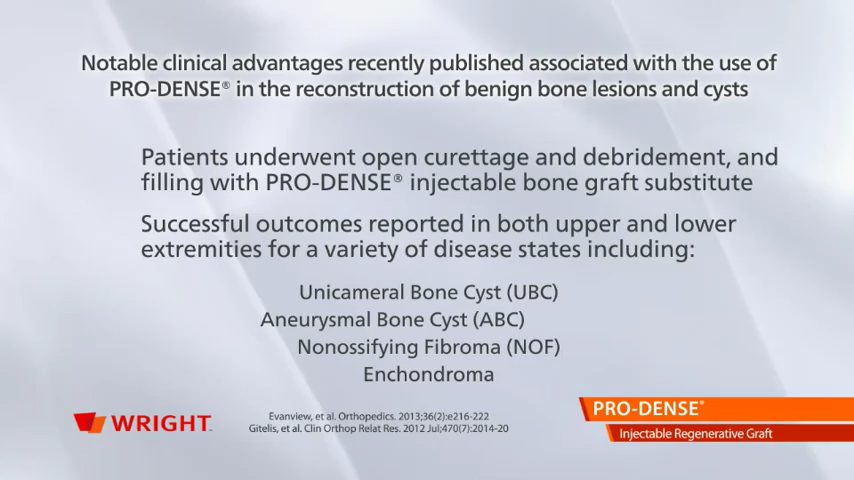 Notable clinical advantages recently published associated with the use of
PRO-DENSE® in the reconstruction of benign bone lesions and cysts
Patients underwent open curettage and debridement, and
filling with PRO-DENSE® injectable bone graft substitute
Successful outcomes reported in both upper and lower
extremities for a variety of disease states including:
Unicameral Bone Cyst (UBC)
Aneurysmal Bone Cyst (ABC)
Nonossifying Fibroma (NOF)
Enchondroma
WRIGHT™
Evanview, et al. Orthopedics. 2013;36(2):e216-222
Gitelis, et al. Clin Orthop Relat Res. 2012 Jul;470(7):2014-20
PRO-DENSE®
Injectable Regenerative Graft